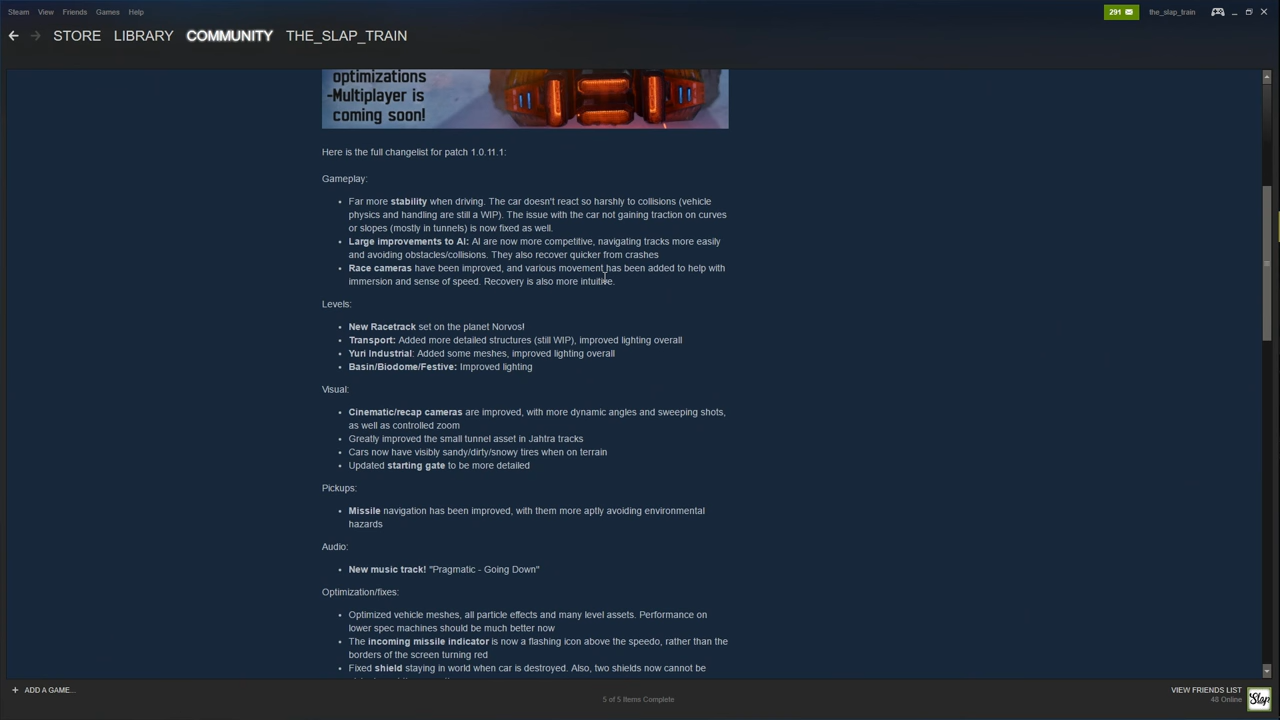 Steam View Friends Games Help
291 the_slap_train
STORE LIBRARY COMMUNITY THE_SLAP_TRAIN
optimizations
-Multiplayer is
coming soon!
Here is the full changelist for patch 1.0.11.1:
Gameplay:
• Far more stability when driving. The car doesn't react so harshly to collisions (vehicle
physics and handling are still a WIP). The issue with the car not gaining traction on curves
or slopes (mostly in tunnels) is now fixed as well.
• Large improvements to AI: AI are now more competitive, navigating tracks more easily
and avoiding obstacles/collisions. They also recover quicker from crashes
• Race cameras have been improved, and various movement has been added to help with
immersion and sense of speed. Recovery is also more intuitive.
Levels:
• New Racetrack set on the planet Norvos!
• Transport: Added more detailed structures (still WIP), improved lighting overall
• Yuri Industrial: Added some meshes, improved lighting overall
• Basin/Biodome/Festive: Improved lighting
Visual:
• Cinematic/recap cameras are improved, with more dynamic angles and sweeping shots,
as well as controlled zoom
• Greatly improved the small tunnel asset in Jahtra tracks
• Cars now have visibly sandy/dirty/snowy tires when on terrain
• Updated starting gate to be more detailed
Pickups:
• Missile navigation has been improved, with them more aptly avoiding environmental
hazards
Audio:
• New music track! "Pragmatic - Going Down"
Optimization/fixes:
• Optimized vehicle meshes, all particle effects and many level assets. Performance on
lower spec machines should be much better now
• The incoming missile indicator is now a flashing icon above the speedo, rather than the
borders of the screen turning red
• Fixed shield staying in world when car is destroyed. Also, two shields now cannot be
+ ADD A GAME...
5 of 5 Items Complete
VIEW FRIENDS LIST
48 Online
Slap